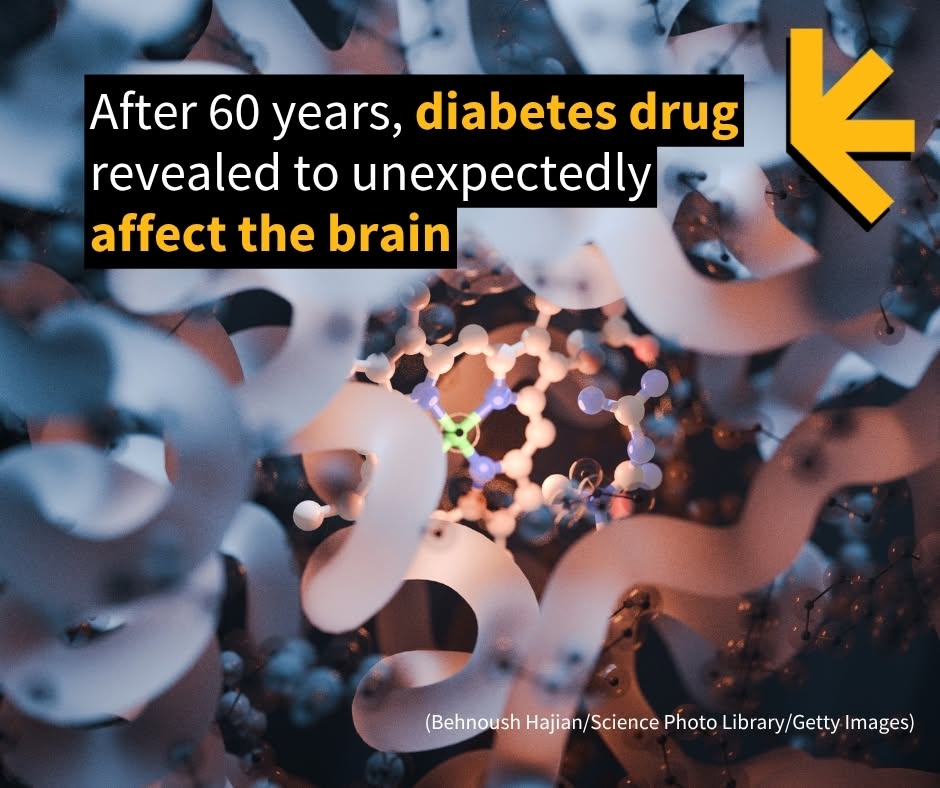 After 60 years, diabetes drug
revealed to unexpectedly
affect the brain
(Behnoush Hajian/Science Photo Library/Getty Images)